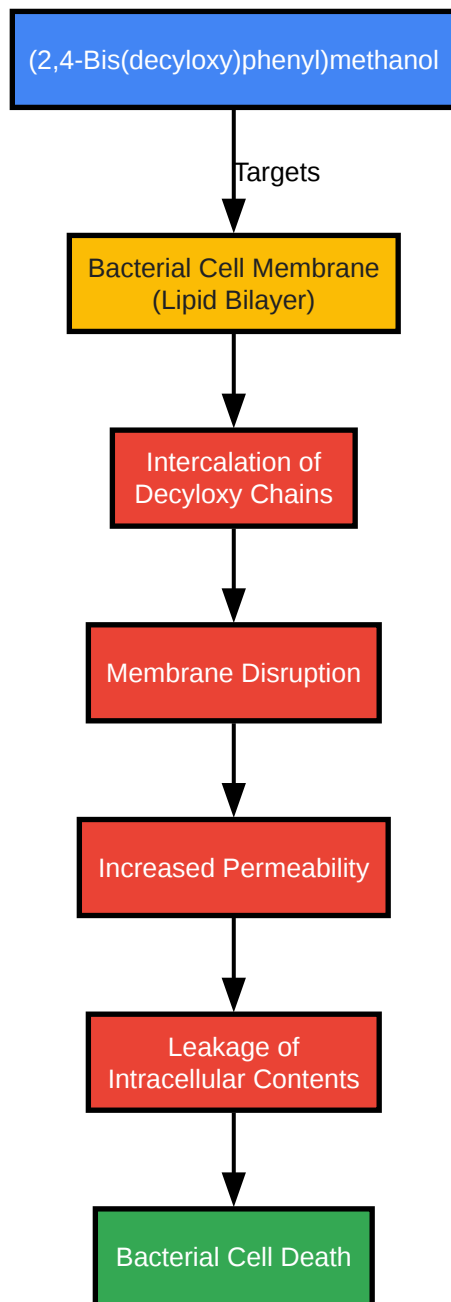 (2,4-Bis(decyloxy)phenyl)methanol
Targets
Bacterial Cell Membrane
(Lipid Bilayer)
Intercalation of
Decyloxy Chains
Membrane Disruption
Increased Permeability
Leakage of
Intracellular Contents
Bacterial Cell Death